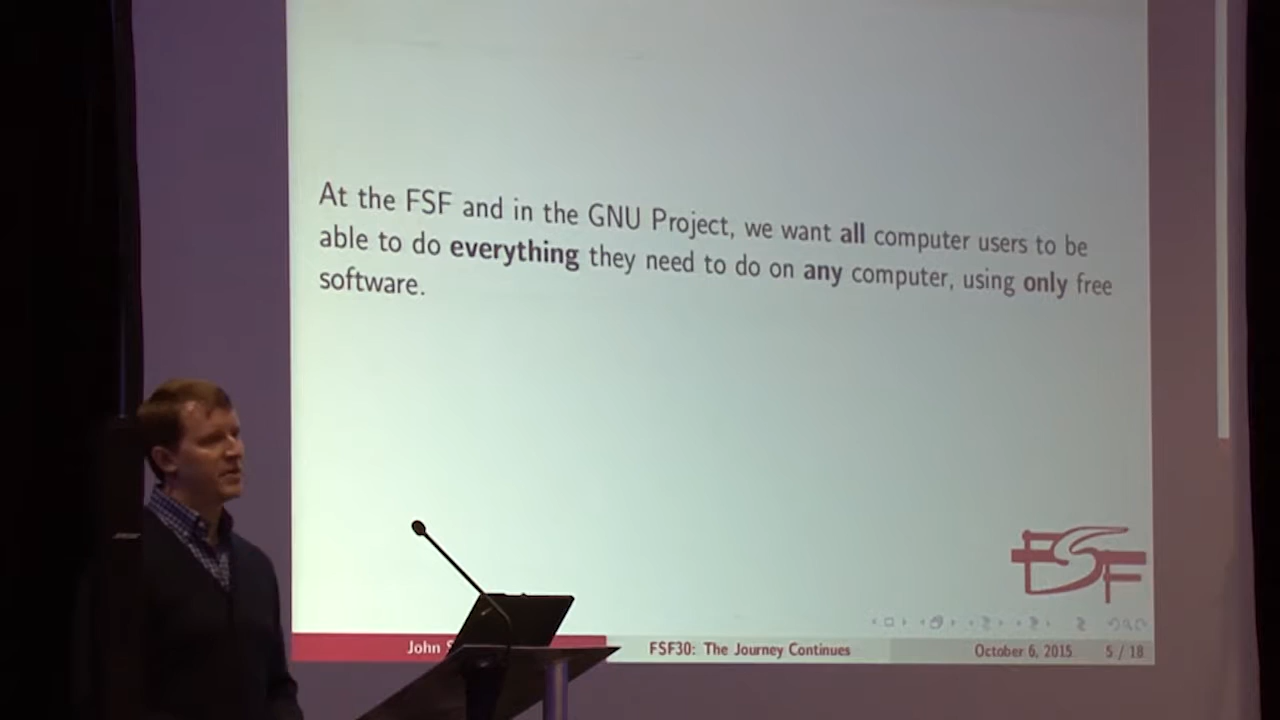 At the FSF and in the GNU Project, we want all computer users to be
able to do everything they need to do on any computer, using only free
software.
FSF
John S
FSF30: The Journey Continues
October 6, 2015
5 / 18